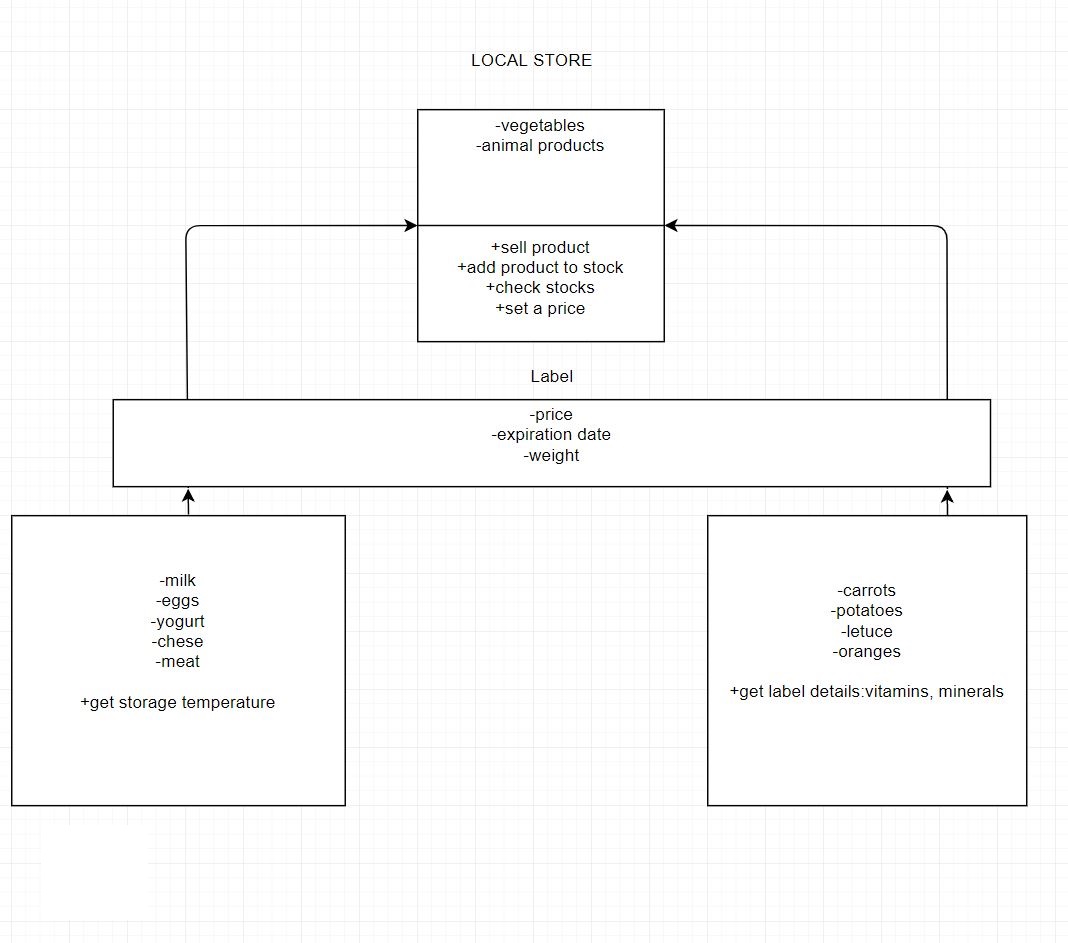 LOCAL STORE
-vegetables
-animal products
+sell product
+add product to stock
+check stocks
+set a price
Label
-price
-expiration date
-weight
-milk
-eggs
-yogurt
-chese
-meat
+get storage temperature
-carrots
-potatoes
-letuce
-oranges
+get label details:vitamins, minerals